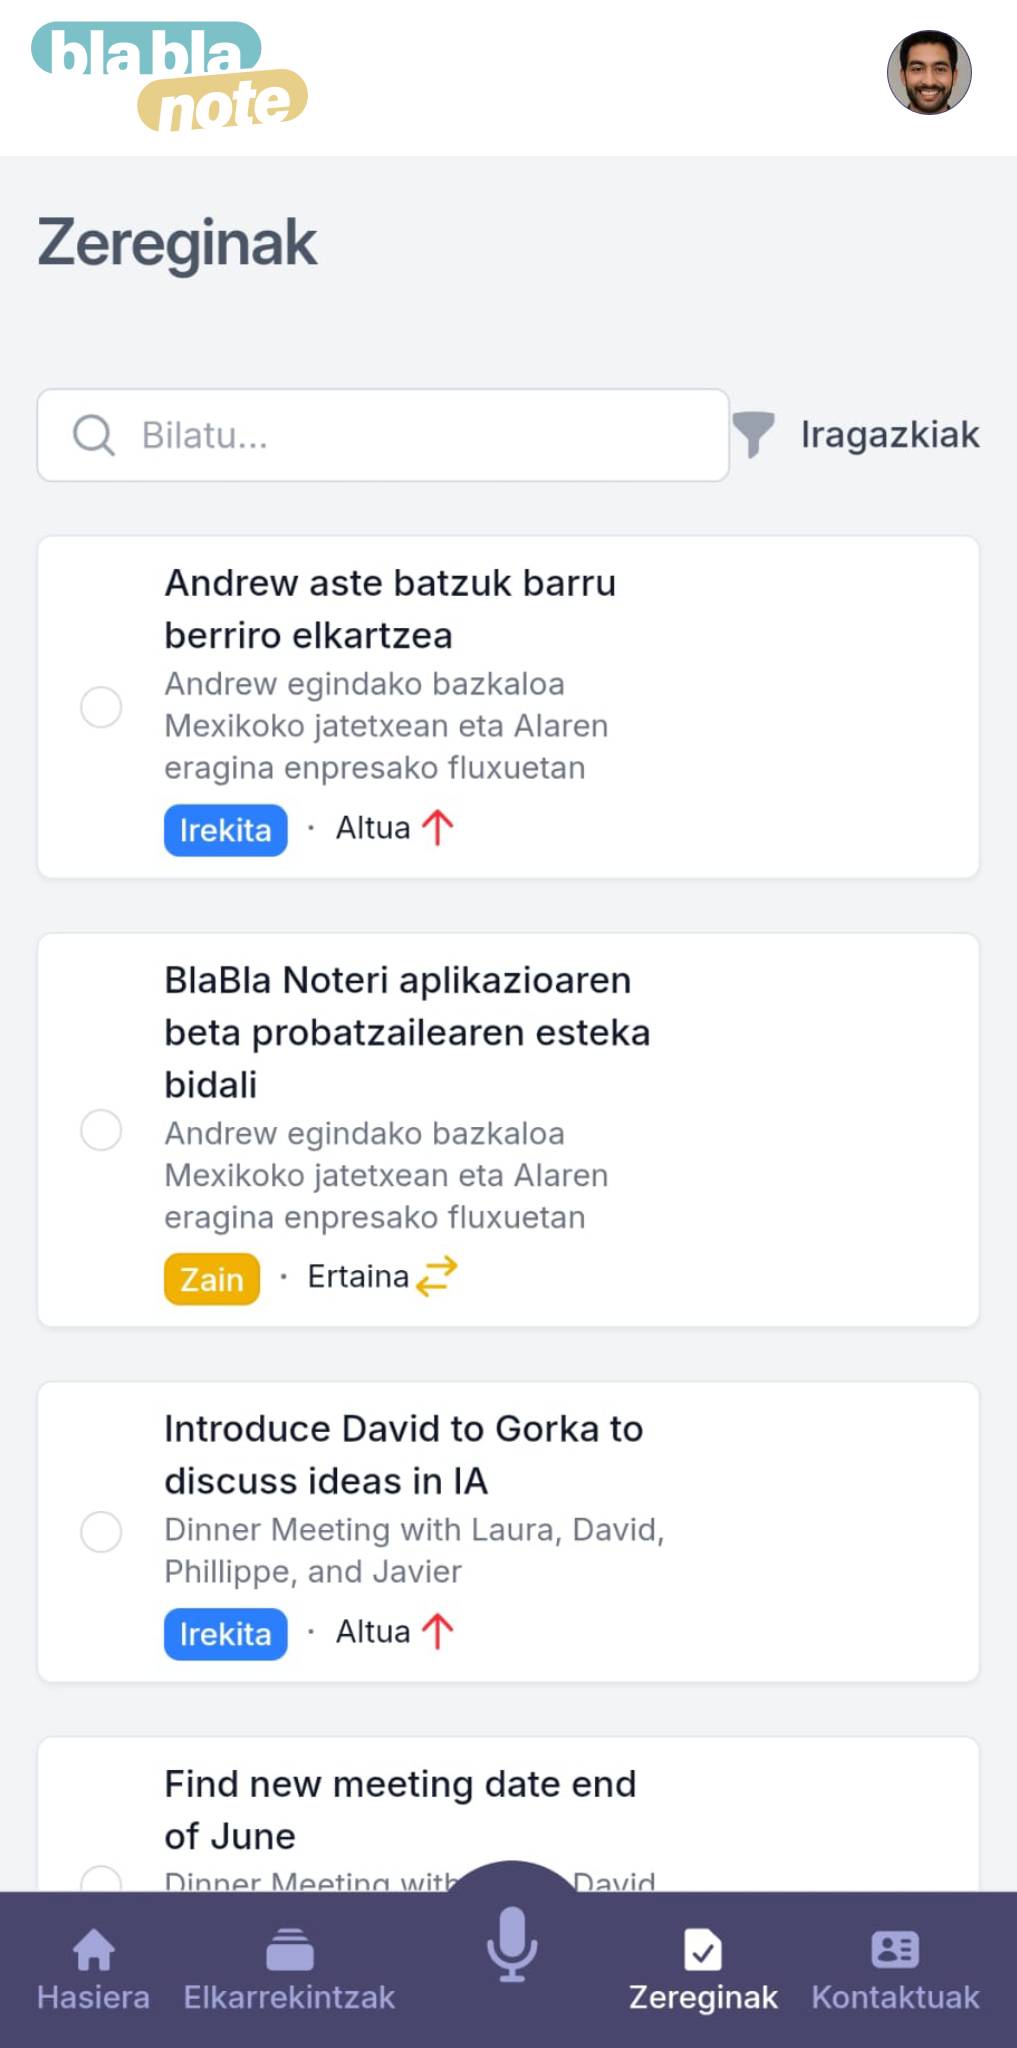 bla bla
note
Zereginak
Bilatu...
Iragazkiak
Andrew aste batzuk barru
berriro elkartzea
Andrew egindako bazkaloa
Mexikoko jatetxean eta AIaren
eragina enpresako fluxuetan
Irekita · Altua
BlaBla Noteri aplikazioaren
beta probatzailearen esteka
bidali
Andrew egindako bazkaloa
Mexikoko jatetxean eta AIaren
eragina enpresako fluxuetan
Zain · Ertaina
Introduce David to Gorka to
discuss ideas in IA
Dinner Meeting with Laura, David,
Phillippe, and Javier
Irekita · Altua
Find new meeting date end
of June
Dinner Meeting with David
Hasiera
Elkarrekintzak
Zereginak
Kontaktuak